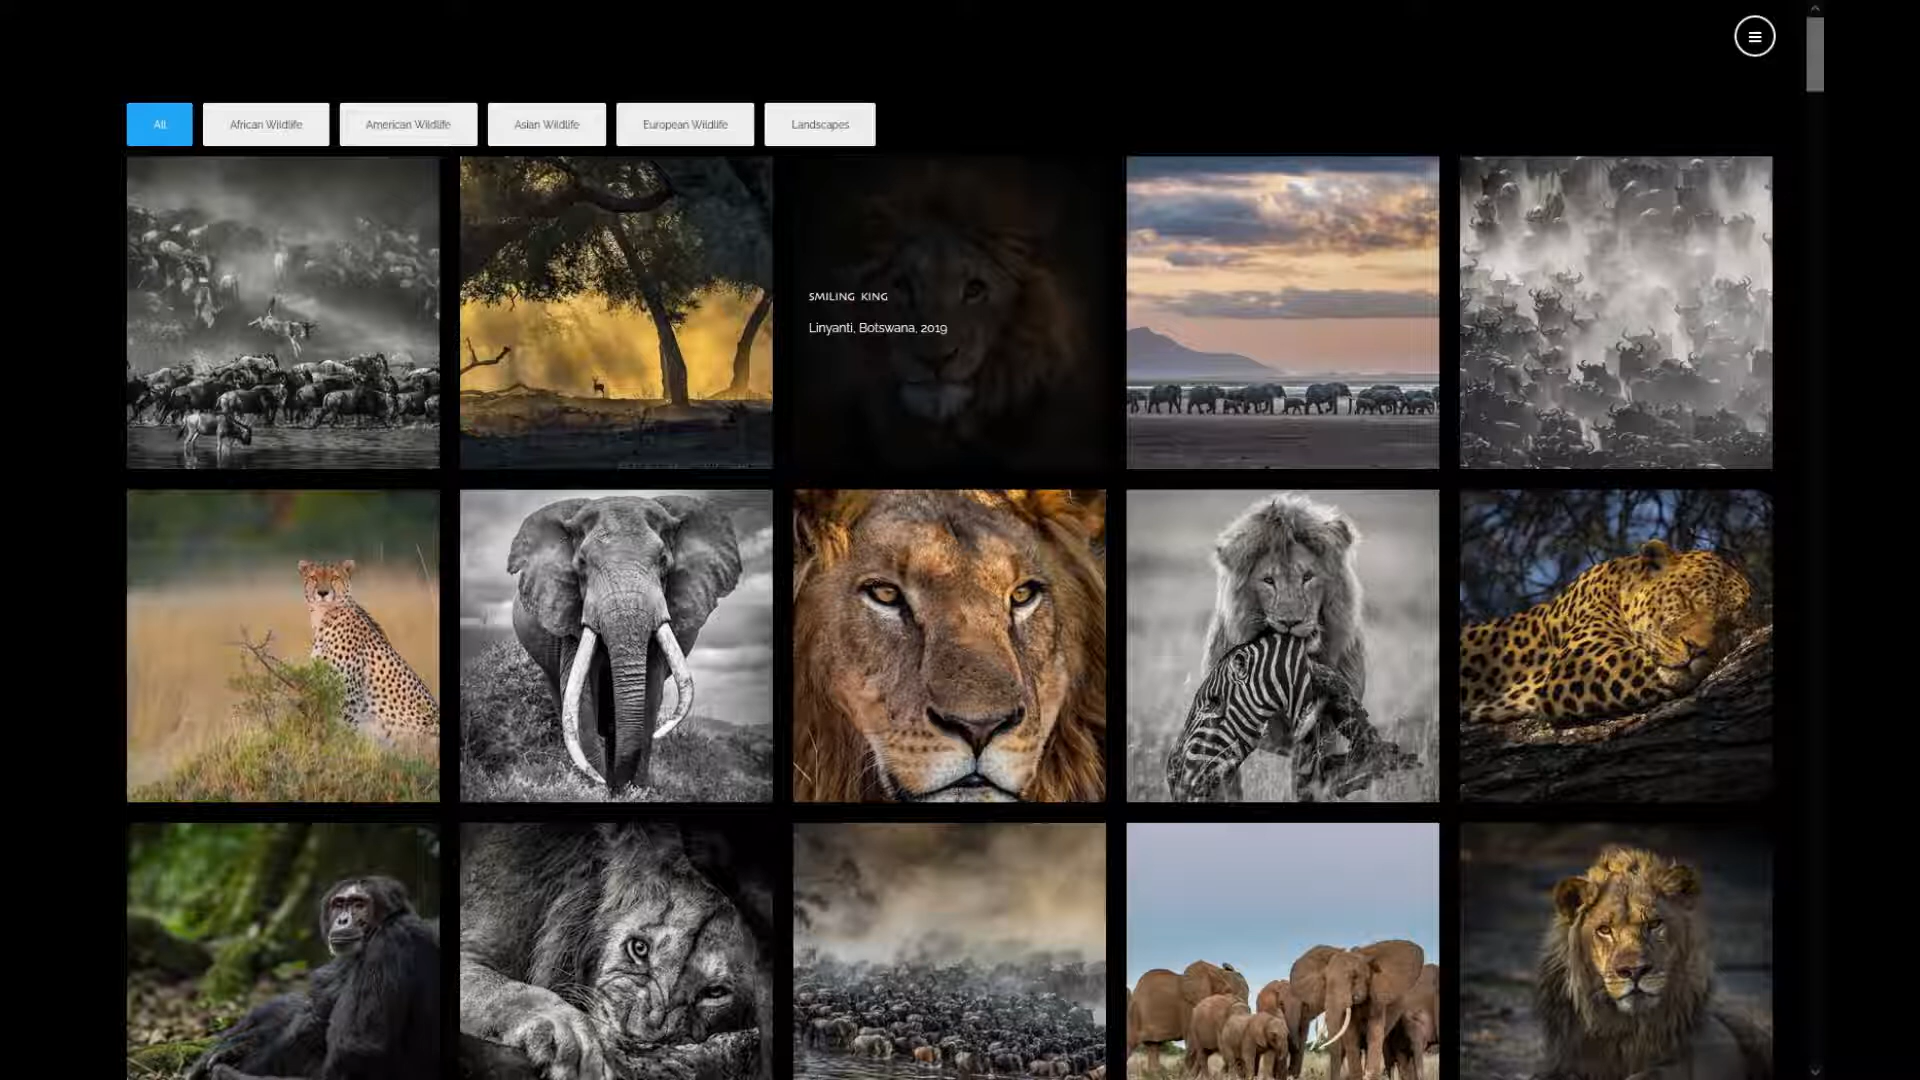 All
African Wildlife
American Wildlife
Asian Wildlife
European Wildlife
Landscapes
SMILING KING
Linyanti, Botswana, 2019